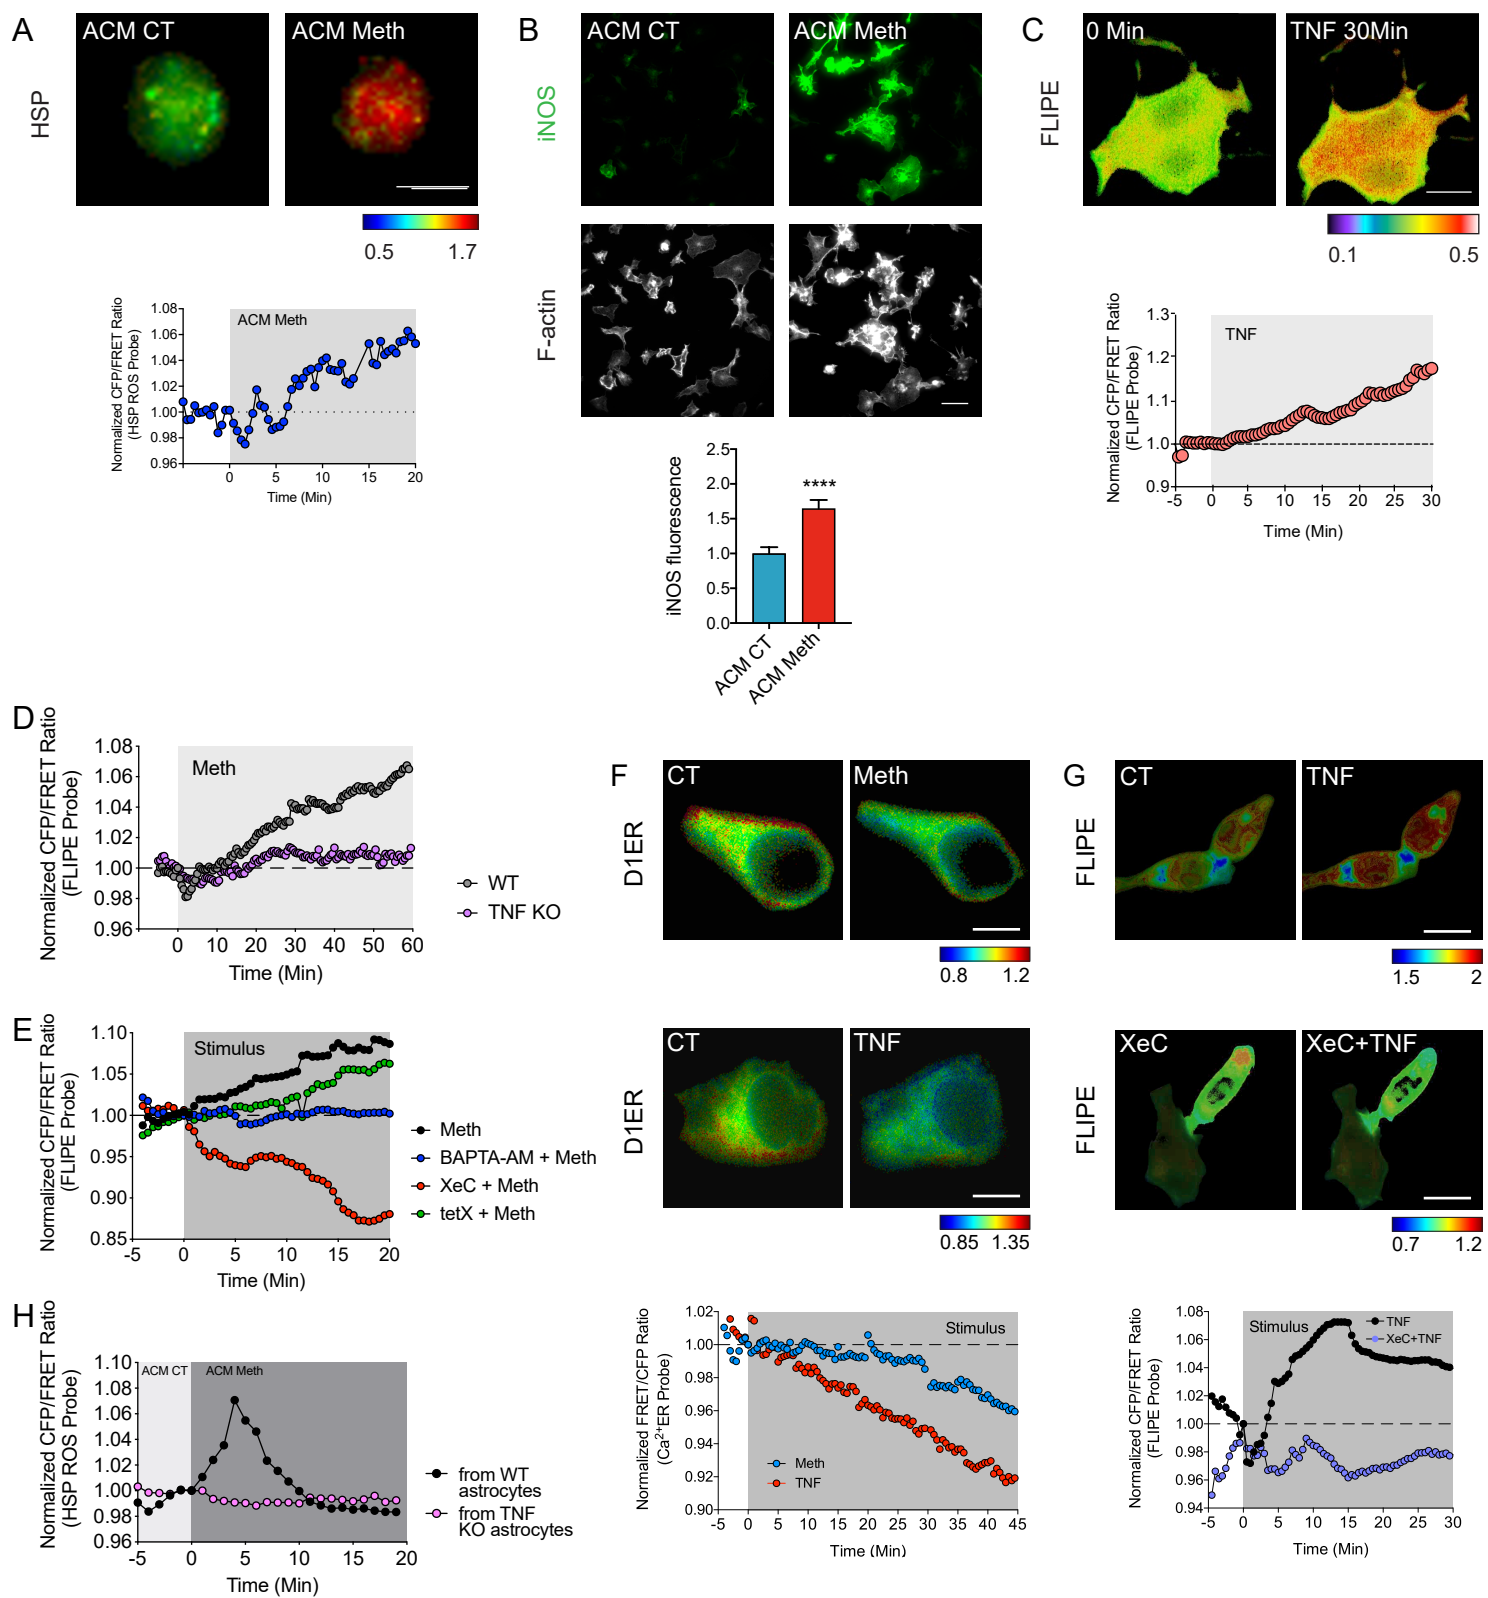 A
ACM CT
ACM Meth
HSP
0.5
1.7
Normalized CFP/FRET Ratio
(HSP ROS Probe)
1.08
1.06
1.04
1.02
1.00
0.98
0.96
ACM Meth
0
5
10
15
20
Time (Min)
B
ACM CT
ACM Meth
iNOS
F-actin
iNOS fluorescence
2.5
2.0
1.5
1.0
0.5
0.0
****
ACM CT
ACM Meth
C
0 Min
TNF 30Min
FLIPE
0.1
0.5
Normalized CFP/FRET Ratio
(FLIPE Probe)
1.3
1.2
1.1
1.0
0.9
TNF
-5
0
5
10
15
20
25
30
Time (Min)
D
Normalized CFP/FRET Ratio
(FLIPE Probe)
1.08
1.06
1.04
1.02
1.00
0.98
0.96
Meth
0
10
20
30
40
50
60
Time (Min)
WT
TNF KO
E
Normalized CFP/FRET Ratio
(FLIPE Probe)
1.10
1.05
1.00
0.95
0.90
0.85
Stimulus
-5
0
5
10
15
20
Time (Min)
Meth
BAPTA-AM + Meth
XeC + Meth
tetX + Meth
F
CT
Meth
D1ER
0.8
1.2
CT
TNF
D1ER
0.85
1.35
Normalized FRET/CFP Ratio
(Ca2+ER Probe)
1.02
1.00
0.98
0.96
0.94
0.92
0.90
Stimulus
Meth
TNF
-5
0
5
10
15
20
25
30
35
40
45
Time (Min)
G
CT
TNF
FLIPE
1.5
2
XeC
XeC+TNF
FLIPE
0.7
1.2
Normalized CFP/FRET Ratio
(FLIPE Probe)
1.08
1.06
1.04
1.02
1.00
0.98
0.96
0.94
Stimulus
TNF
XeC+TNF
-5
0
5
10
15
20
25
30
Time (Min)
H
Normalized CFP/FRET Ratio
(HSP ROS Probe)
1.10
1.08
1.06
1.04
1.02
1.00
0.98
0.96
ACM CT
ACM Meth
-5
0
5
10
15
20
Time (Min)
from WT
astrocytes
from TNF
KO astrocytes